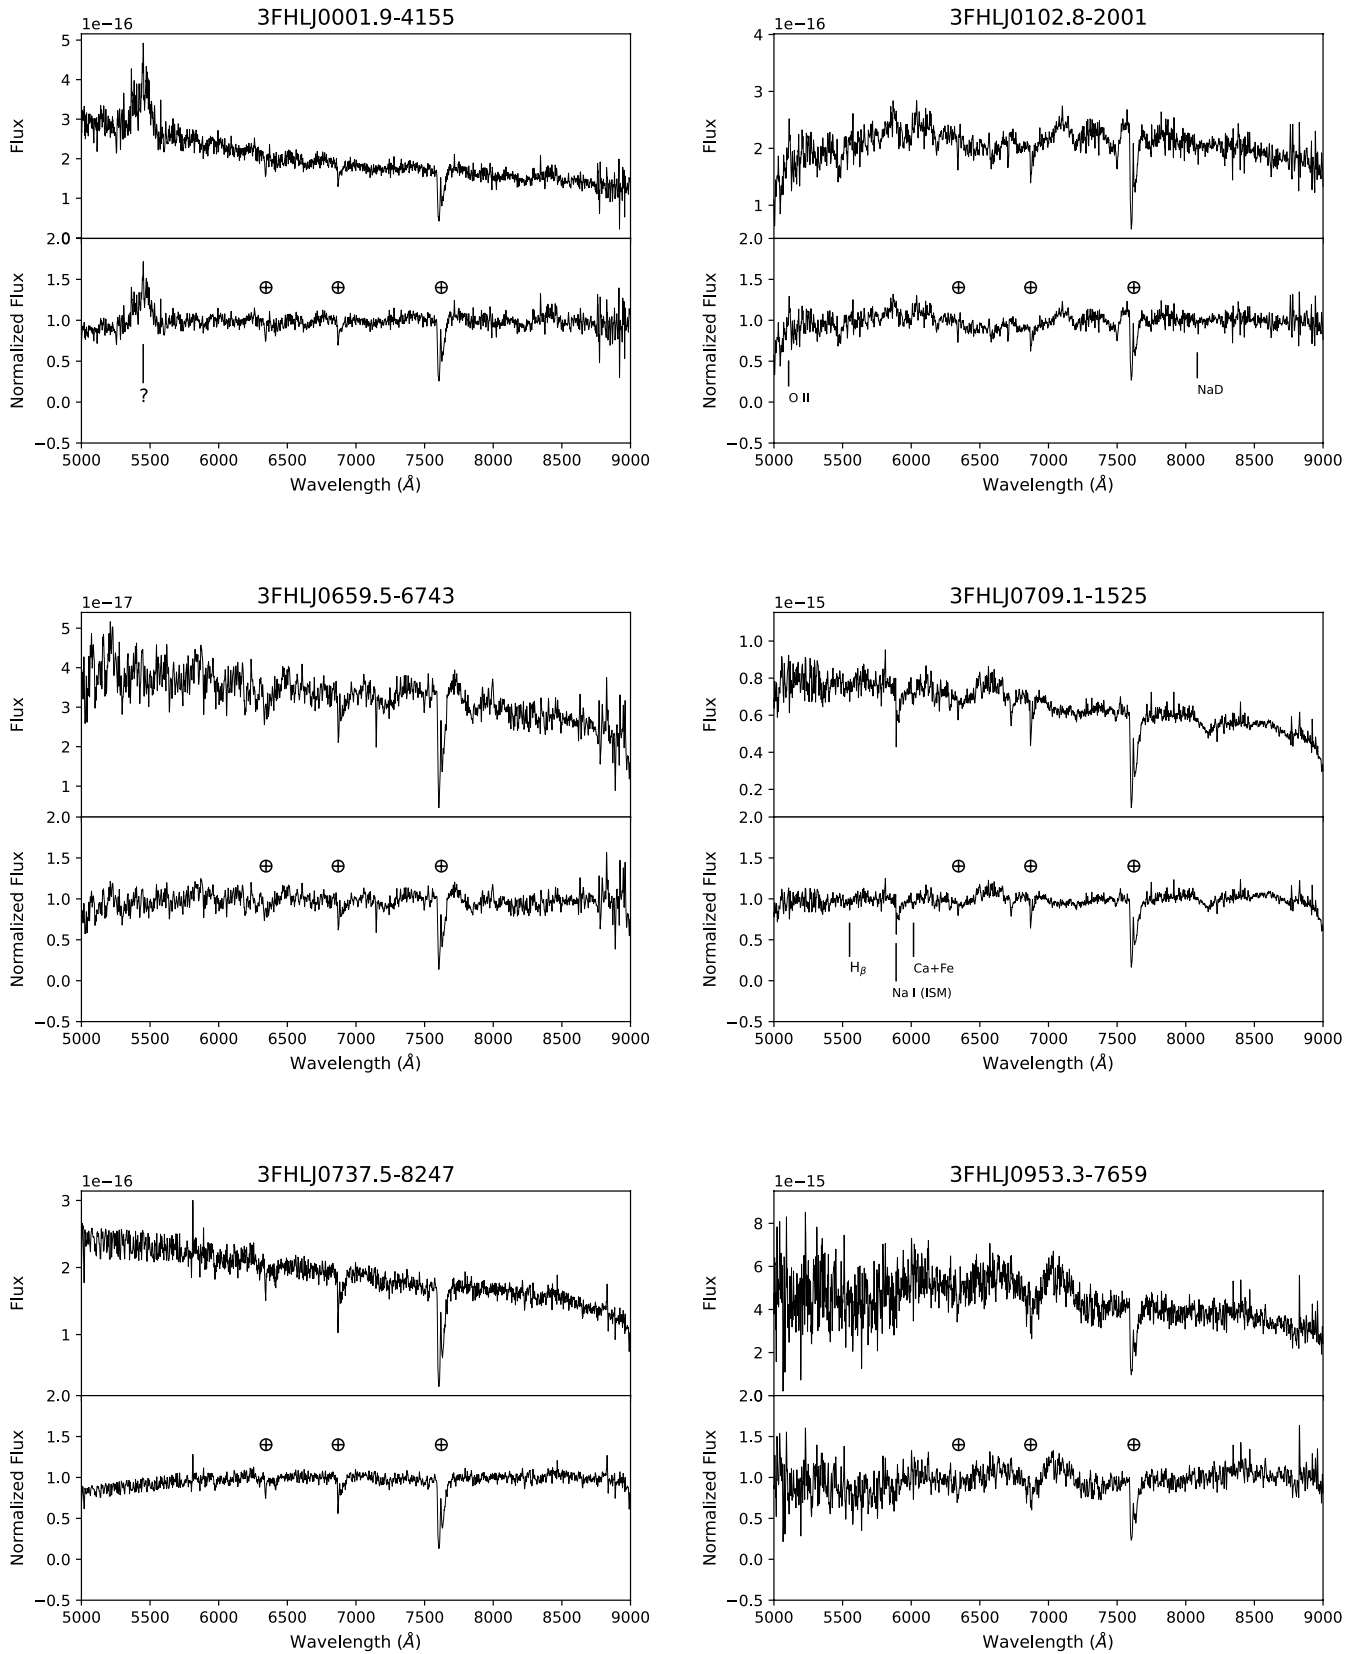 3FHLJ0001.9-4155
1e−16
5
4
3
2
1
0
Flux
2.0
1.5
1.0
0.5
0.0
−0.5
Normalized Flux
⊕ ⊕ ⊕
?
5000 5500 6000 6500 7000 7500 8000 8500 9000
Wavelength (Å)
3FHLJ0102.8-2001
1e−16
4
3
2
1
Flux
2.0
1.5
1.0
0.5
0.0
−0.5
Normalized Flux
⊕ ⊕ ⊕
O II
NaD
5000 5500 6000 6500 7000 7500 8000 8500 9000
Wavelength (Å)
3FHLJ0659.5-6743
1e−17
5
4
3
2
1
Flux
2.0
1.5
1.0
0.5
0.0
−0.5
Normalized Flux
⊕ ⊕ ⊕
5000 5500 6000 6500 7000 7500 8000 8500 9000
Wavelength (Å)
3FHLJ0709.1-1525
1e−15
1.0
0.8
0.6
0.4
0.2
Flux
2.0
1.5
1.0
0.5
0.0
−0.5
Normalized Flux
⊕ ⊕ ⊕
Hβ
Ca+Fe
Na I (ISM)
5000 5500 6000 6500 7000 7500 8000 8500 9000
Wavelength (Å)
3FHLJ0737.5-8247
1e−16
3
2
1
Flux
2.0
1.5
1.0
0.5
0.0
−0.5
Normalized Flux
⊕ ⊕ ⊕
5000 5500 6000 6500 7000 7500 8000 8500 9000
Wavelength (Å)
3FHLJ0953.3-7659
1e−15
8
6
4
2
0
Flux
2.0
1.5
1.0
0.5
0.0
−0.5
Normalized Flux
⊕ ⊕ ⊕
5000 5500 6000 6500 7000 7500 8000 8500 9000
Wavelength (Å)